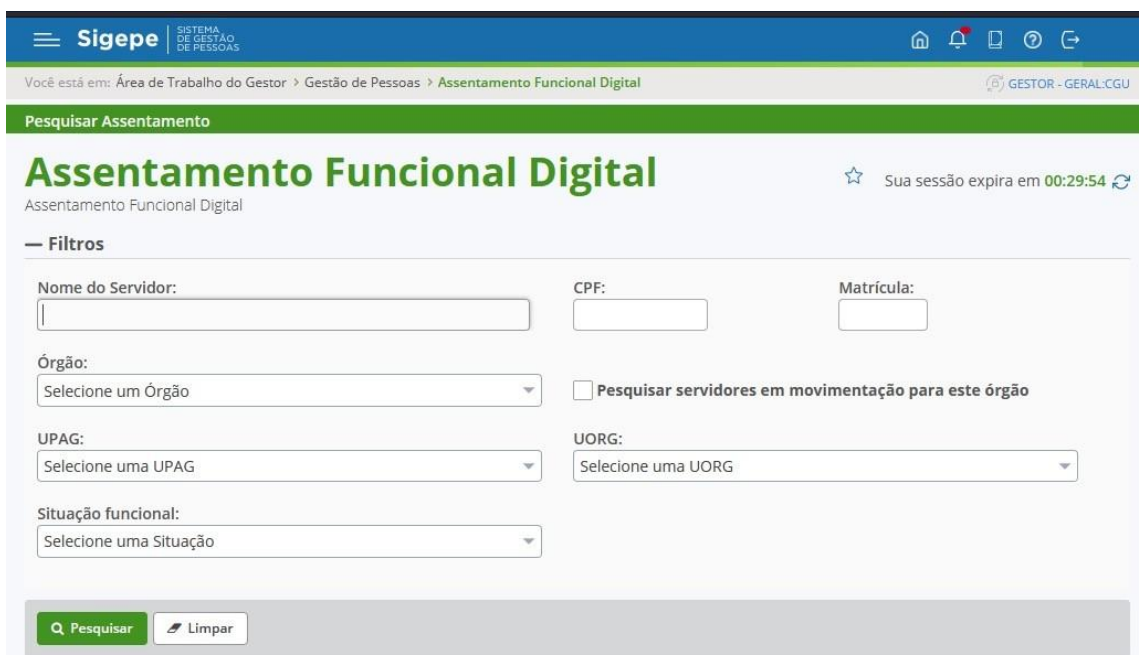 Sigepe
SISTEMA
DE GESTÃO
DE PESSOAS
Você está em: Área de Trabalho do Gestor > Gestão de Pessoas > Assentamento Funcional Digital
GESTOR - GERAL:CGU
Pesquisar Assentamento
Assentamento Funcional Digital
Sua sessão expira em 00:29:54
Assentamento Funcional Digital
— Filtros
Nome do Servidor:
CPF:
Matrícula:
Órgão:
Selecione um Órgão
Pesquisar servidores em movimentação para este órgão
UPAG:
UORG:
Selecione uma UPAG
Selecione uma UORG
Situação funcional:
Selecione uma Situação
Pesquisar
Limpar